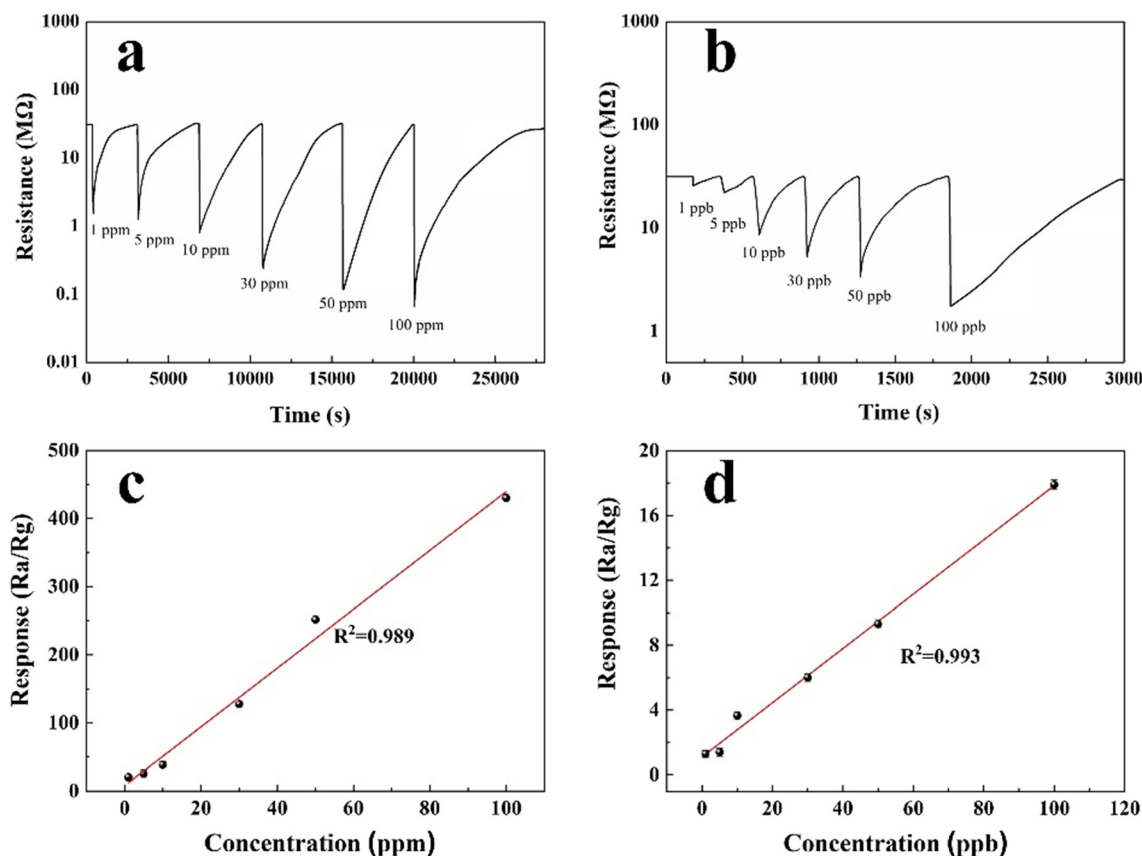 a
1000
100
10
1
0.1
0.01
Resistance (MΩ)
1 ppm
5 ppm
10 ppm
30 ppm
50 ppm
100 ppm
0
5000
10000
15000
20000
25000
Time (s)
b
1000
100
10
1
Resistance (MΩ)
1 ppb
5 ppb
10 ppb
30 ppb
50 ppb
100 ppb
0
500
1000
1500
2000
2500
3000
Time (s)
c
500
400
300
200
100
0
Response (Ra/Rg)
R²=0.989
0
20
40
60
80
100
Concentration (ppm)
d
20
16
12
8
4
0
Response (Ra/Rg)
R²=0.993
0
20
40
60
80
100
120
Concentration (ppb)